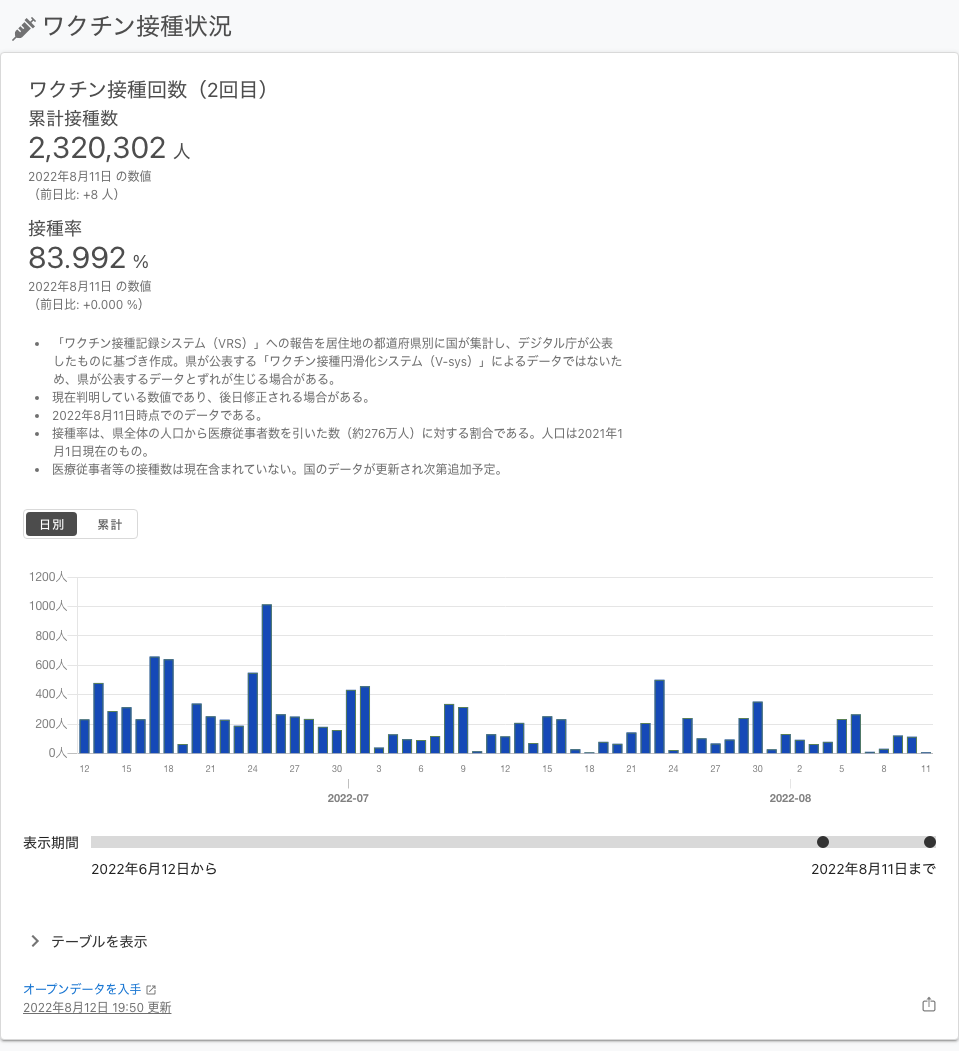 ワクチン接種状況
ワクチン接種回数（2回目）
累計接種数
2,320,302 人
2022年8月11日 の数値
（前日比: +8 人）
接種率
83.992 %
2022年8月11日 の数値
（前日比: +0.000 %）
• 「ワクチン接種記録システム（VRS）」への報告を居住地の都道府県別に国が集計し、デジタル庁が公表
したものに基づき作成。県が公表する「ワクチン接種円滑化システム（V-sys）」によるデータではないた
め、県が公表するデータとずれが生じる場合がある。
• 現在判明している数値であり、後日修正される場合がある。
• 2022年8月11日時点でのデータである。
• 接種率は、県全体の人口から医療従事者数を引いた数（約276万人）に対する割合である。人口は2021年1
月1日現在のもの。
• 医療従事者等の接種数は現在含まれていない。国のデータが更新され次第追加予定。
日別 累計
1200人
1000人
800人
600人
400人
200人
0人
12 15 18 21 24 27 30 3 6 9 12 15 18 21 24 27 30 2 5 8 11
2022-07 2022-08
表示期間
2022年6月12日から 2022年8月11日まで
テーブルを表示
オープンデータを入手
2022年8月12日 19:50 更新